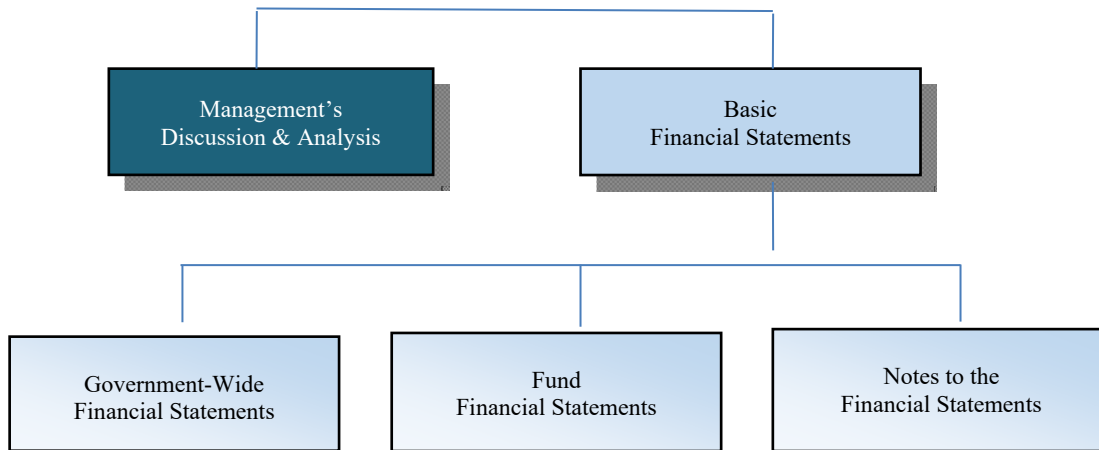 Management’s
Discussion & Analysis
Basic
Financial Statements
Government-Wide
Financial Statements
Fund
Financial Statements
Notes to the
Financial Statements